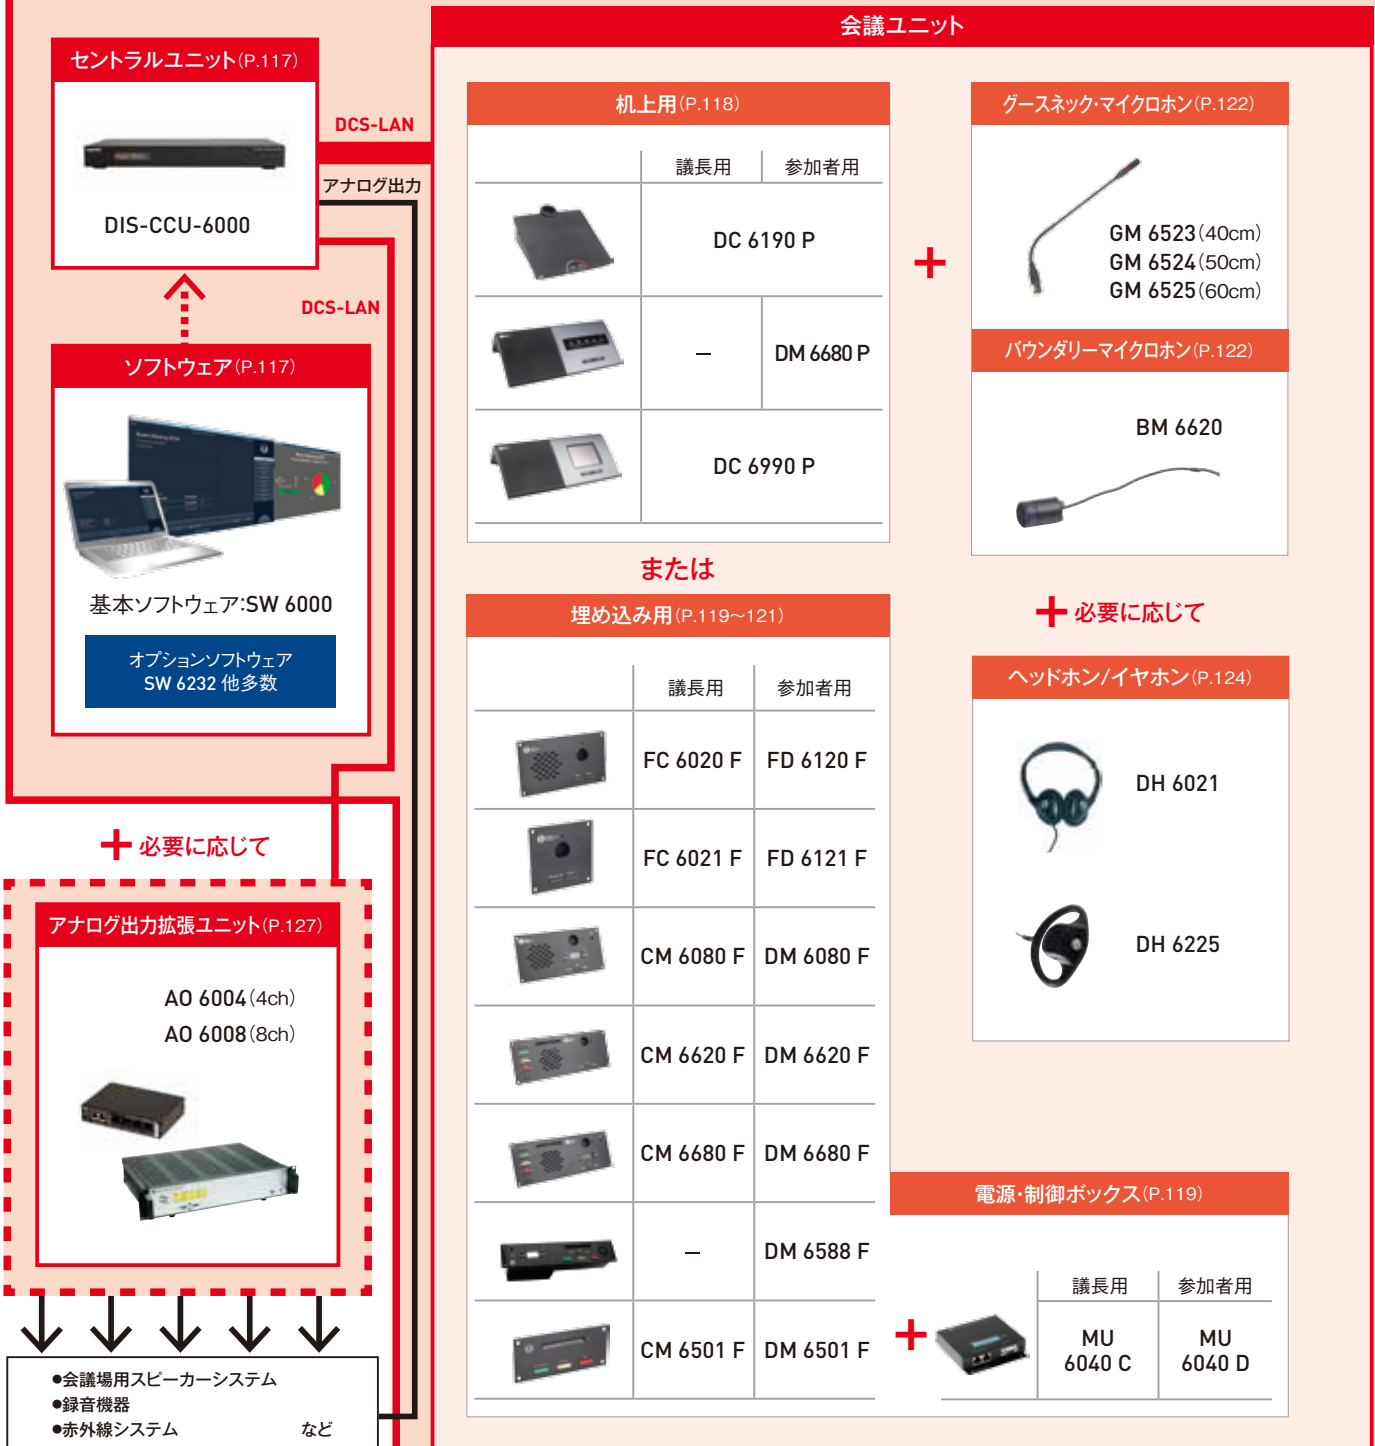 会議ユニット
セントラルユニット(P.117)
DIS-CCU-6000
DCS-LAN
アナログ出力
DCS-LAN
ソフトウェア(P.117)
基本ソフトウェア:SW 6000
オプションソフトウェア
SW 6232 他多数
＋必要に応じて
アナログ出力拡張ユニット(P.127)
AO 6004(4ch)
AO 6008(8ch)
●会議場用スピーカーシステム
●録音機器
●赤外線システム など
机上用(P.118)
議長用 参加者用
DC 6190 P
– DM 6680 P
DC 6990 P
または
埋め込み用(P.119〜121)
議長用 参加者用
FC 6020 F FD 6120 F
FC 6021 F FD 6121 F
CM 6080 F DM 6080 F
CM 6620 F DM 6620 F
CM 6680 F DM 6680 F
– DM 6588 F
CM 6501 F DM 6501 F
＋
グースネック・マイクロホン(P.122)
GM 6523(40cm)
GM 6524(50cm)
GM 6525(60cm)
バウンダリーマイクロホン(P.122)
BM 6620
＋必要に応じて
ヘッドホン/イヤホン(P.124)
DH 6021
DH 6225
＋
電源・制御ボックス(P.119)
議長用 参加者用
MU MU
6040 C 6040 D